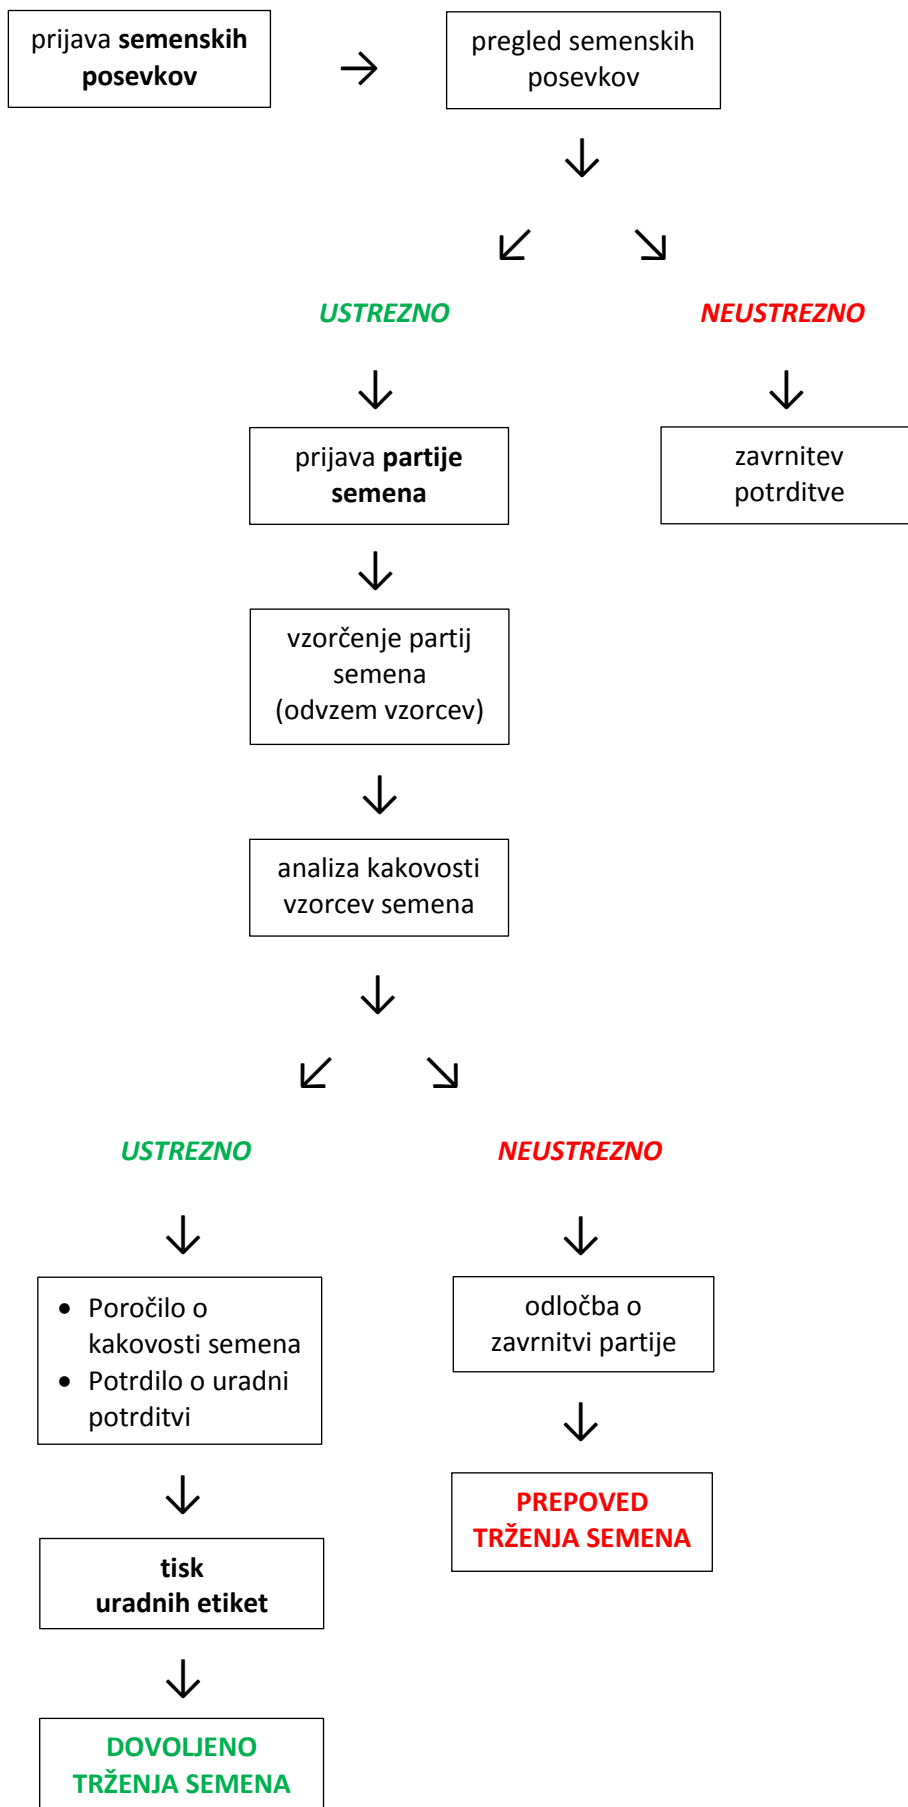 prijava semenskih
posevkov
pregled semenskih
posevkov
USTREZNO
NEUSTREZNO
prijava partije
semena
zavrnitev
potrditve
vzorčenje partij
semena
(odvzem vzorcev)
analiza kakovosti
vzorcev semena
USTREZNO
NEUSTREZNO
• Poročilo o
kakovosti semena
• Potrdilo o uradni
potrditvi
odločba o
zavrnitvi partije
PREPOVED
TRŽENJA SEMENA
tisk
uradnih etiket
DOVOLJENO
TRŽENJA SEMENA